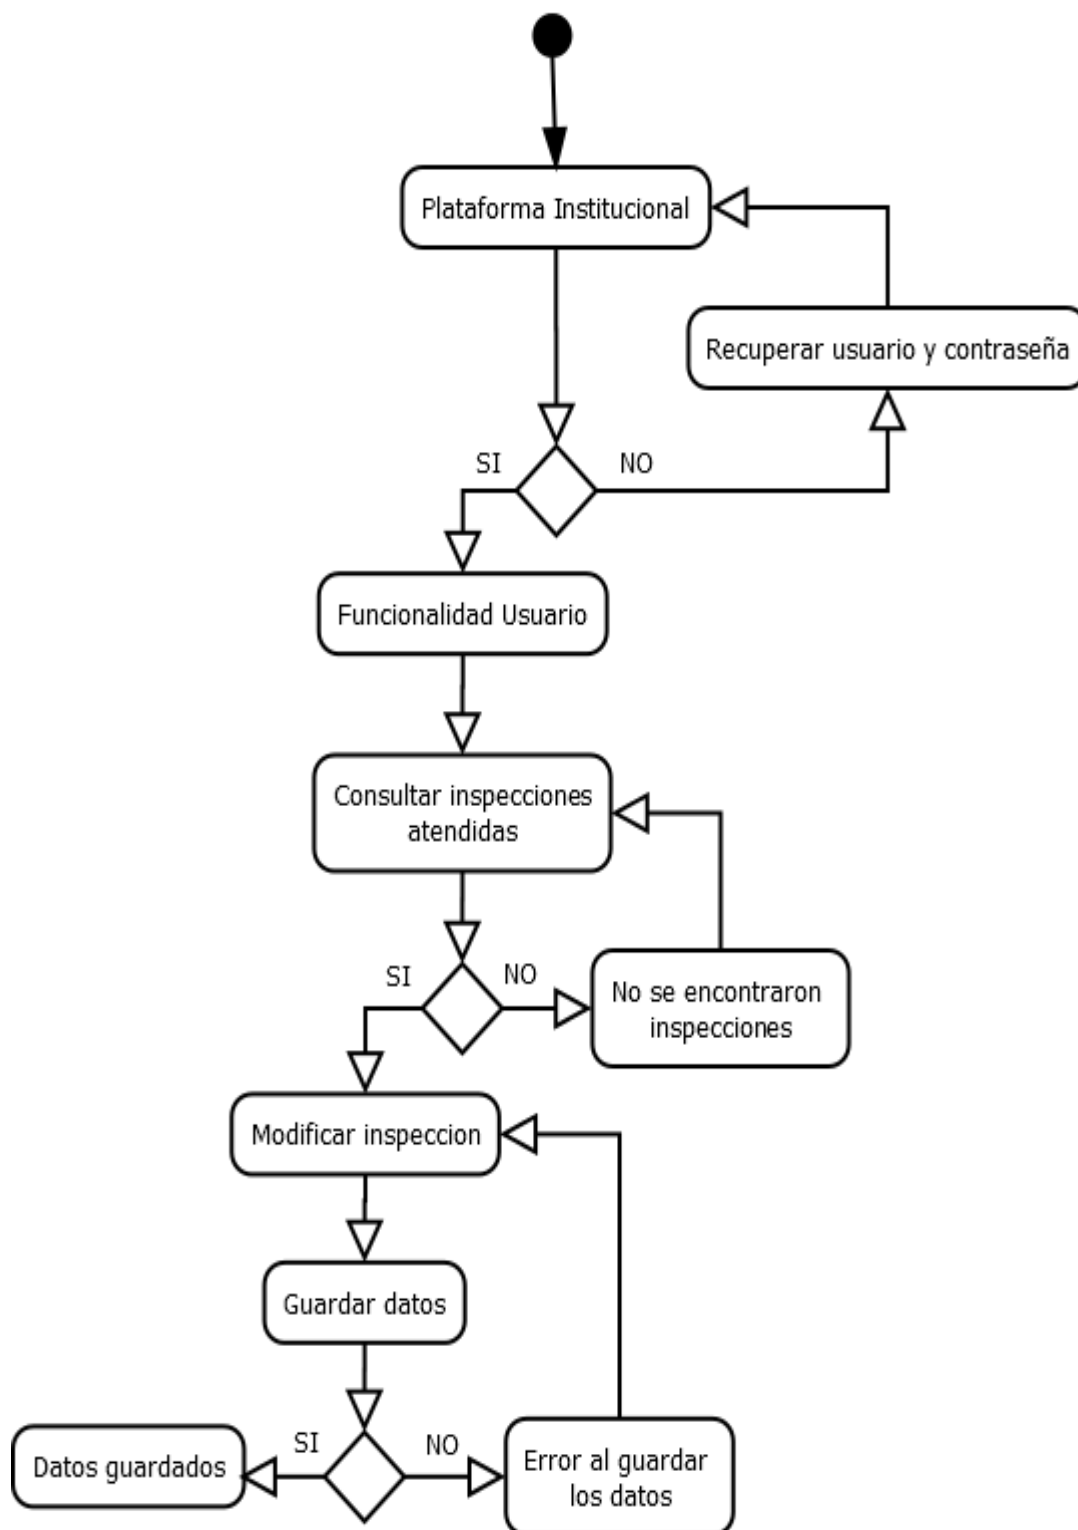 Plataforma Institucional
Recuperar usuario y contraseña
SI
NO
Funcionalidad Usuario
Consultar inspecciones
atendidas
SI
NO
No se encontraron
inspecciones
Modificar inspeccion
Guardar datos
SI
NO
Datos guardados
Error al guardar
los datos